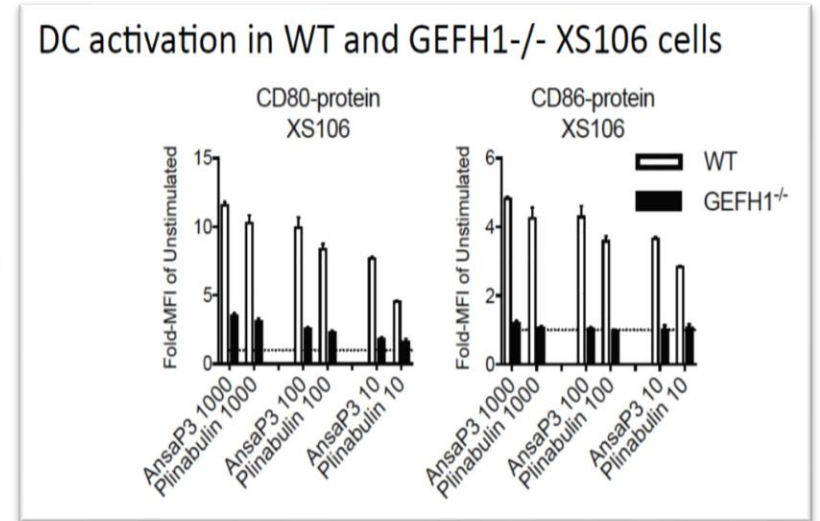 DC activation in WT and GEFH1-/- XS106 cells
CD80-protein
XS106
Fold-MFI of Unstimulated
15
10
5
0
AnsaP3 1000
Plinabulin 1000
AnsaP3 100
Plinabulin 100
AnsaP3 10
Plinabulin 10
CD86-protein
XS106
Fold-MFI of Unstimulated
6
4
2
0
AnsaP3 1000
Plinabulin 1000
AnsaP3 100
Plinabulin 100
AnsaP3 10
Plinabulin 10
WT
GEFH1-/-